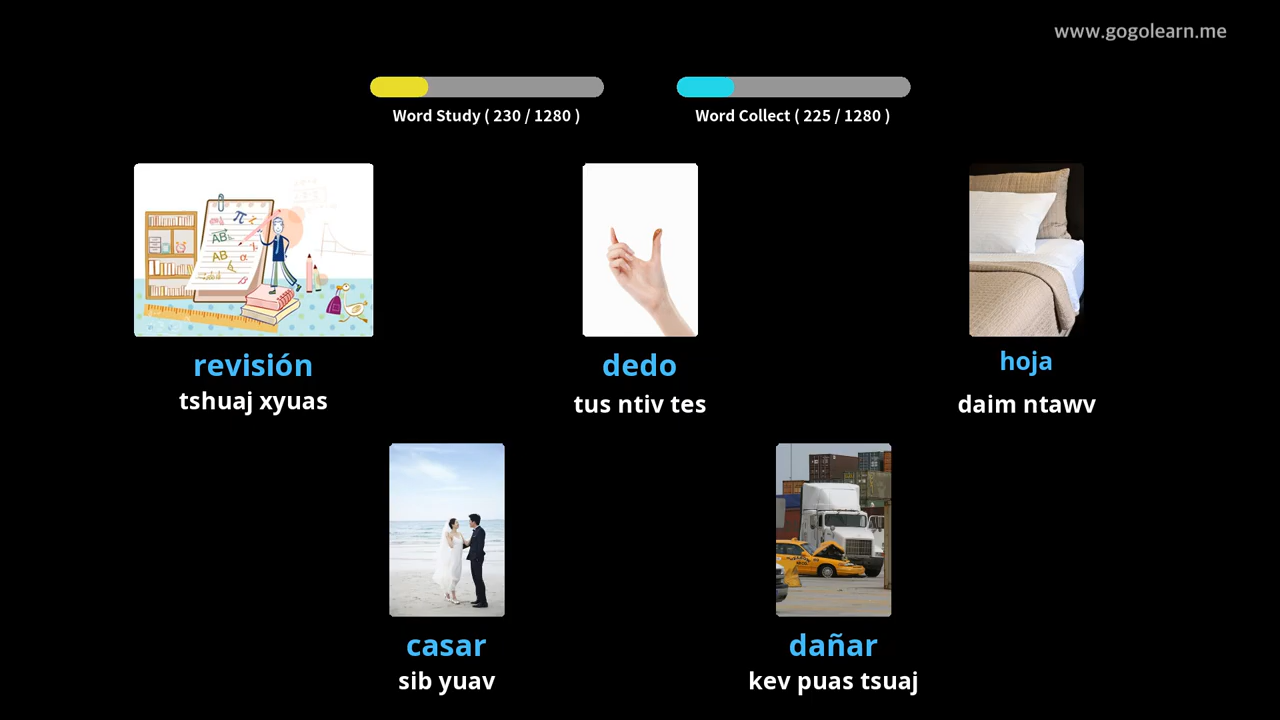 www.gogolearn.me
Word Study ( 230 / 1280 )
Word Collect ( 225 / 1280 )
revisión
tshuaj xyuas
dedo
tus ntiv tes
hoja
daim ntawv
casar
sib yuav
dañar
kev puas tsuaj